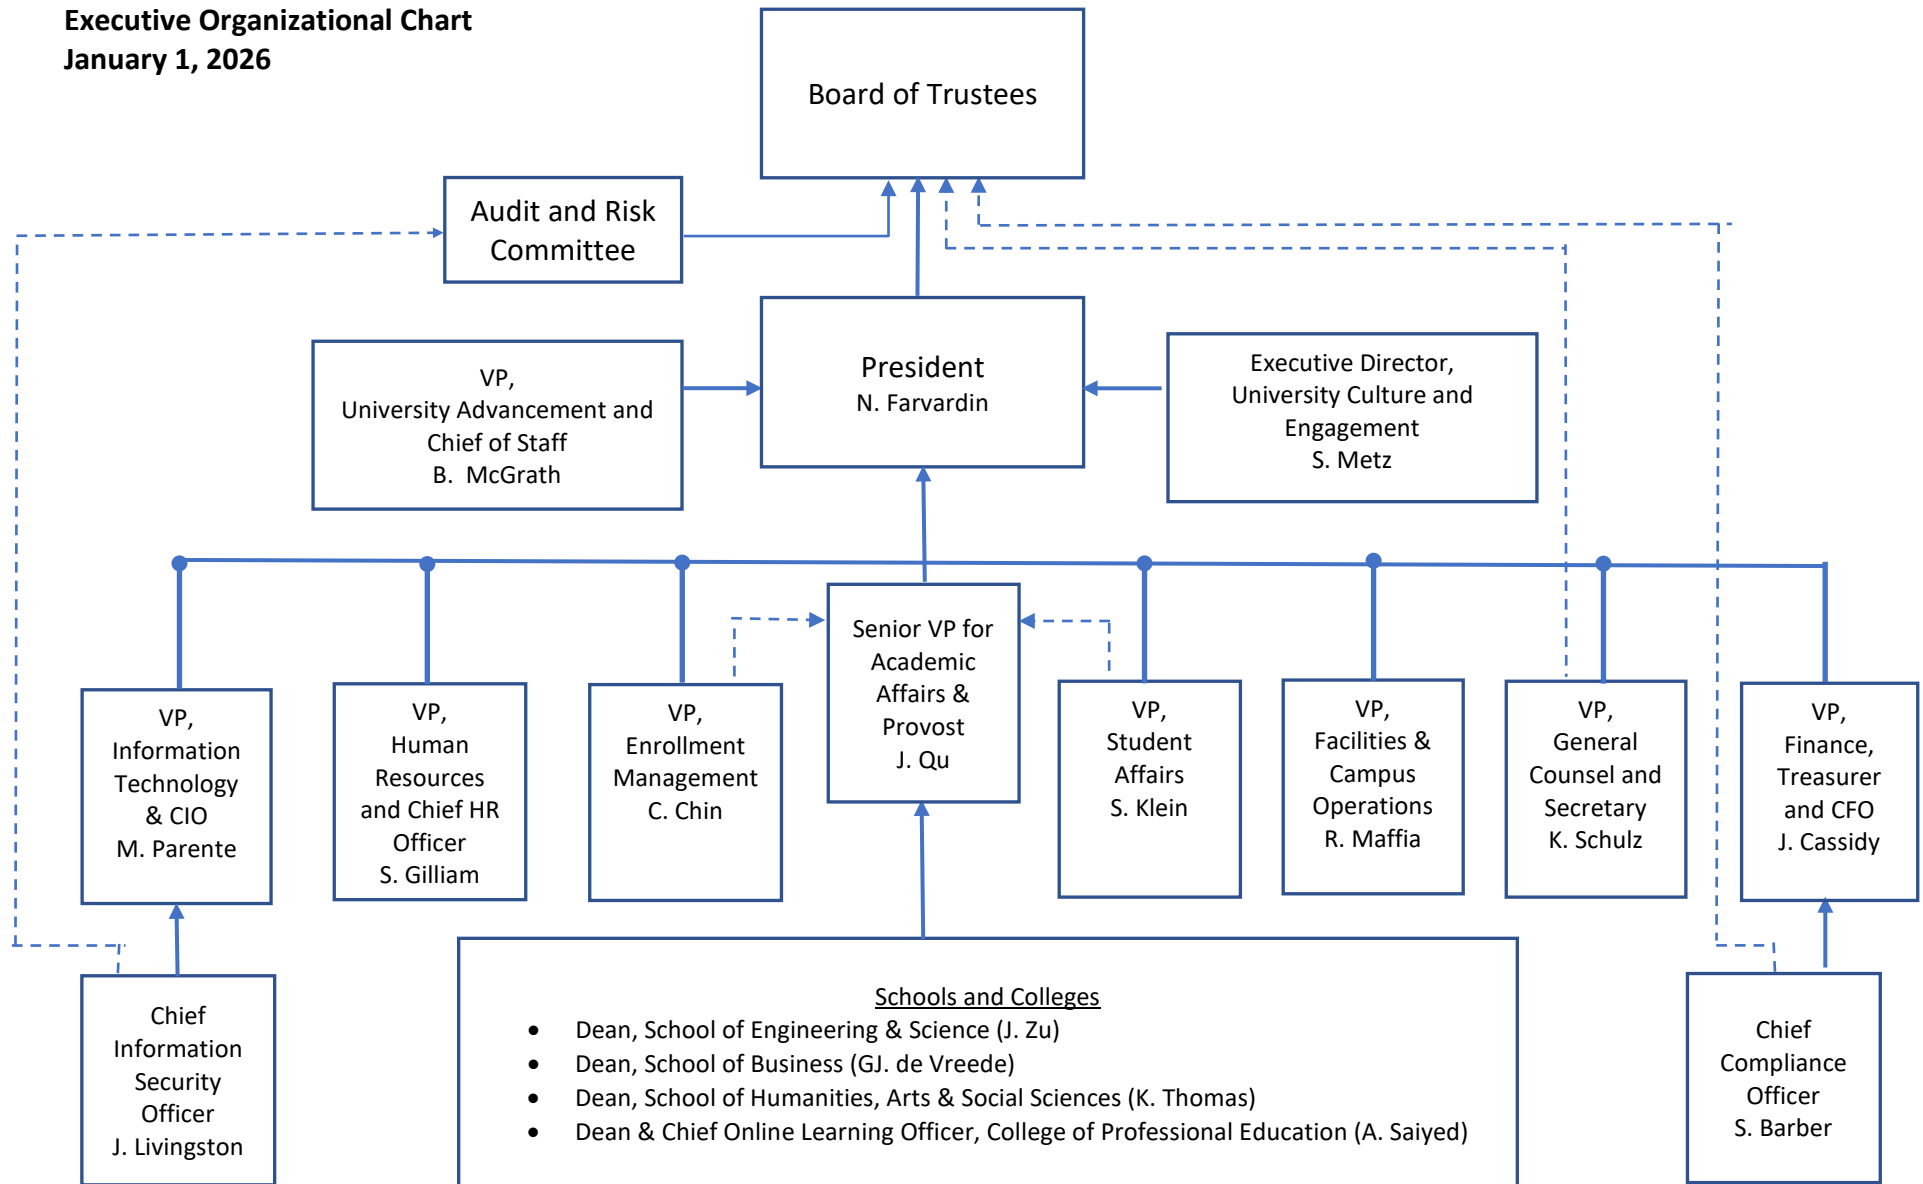 Executive Organizational Chart
January 1, 2026
Board of Trustees
Audit and Risk
Committee
VP,
University Advancement and
Chief of Staff
B. McGrath
President
N. Farvardin
Executive Director,
University Culture and
Engagement
S. Metz
VP,
Information
Technology
& CIO
M. Parente
VP,
Human
Resources
and Chief HR
Officer
S. Gilliam
VP,
Enrollment
Management
C. Chin
Senior VP for
Academic
Affairs &
Provost
J. Qu
VP,
Student
Affairs
S. Klein
VP,
Facilities &
Campus
Operations
R. Maffia
VP,
General
Counsel and
Secretary
K. Schulz
VP,
Finance,
Treasurer
and CFO
J. Cassidy
Chief
Information
Security
Officer
J. Livingston
Schools and Colleges
• Dean, School of Engineering & Science (J. Zu)
• Dean, School of Business (GJ. de Vreede)
• Dean, School of Humanities, Arts & Social Sciences (K. Thomas)
• Dean & Chief Online Learning Officer, College of Professional Education (A. Saiyed)
Chief
Compliance
Officer
S. Barber